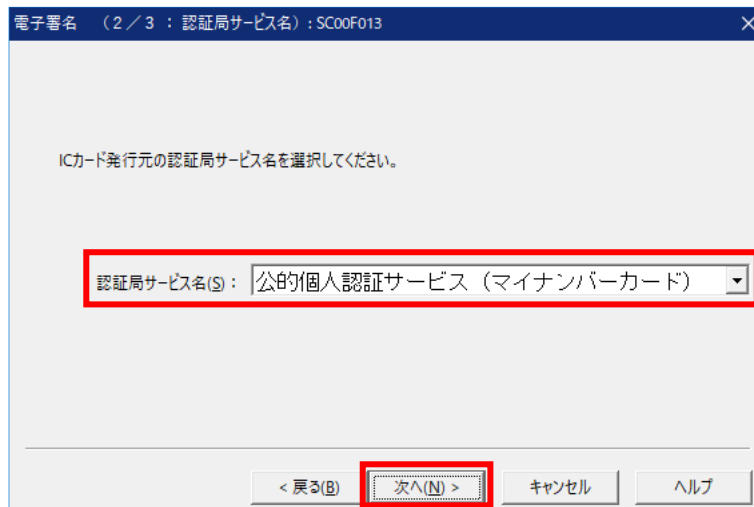 電子署名 （2／3 ： 認証局サービス名）: SC00F013
ICカード発行元の認証局サービス名を選択してください。
認証局サービス名(S)： 公的個人認証サービス（マイナンバーカード）
< 戻る(B) 次へ(N) > キャンセル ヘルプ